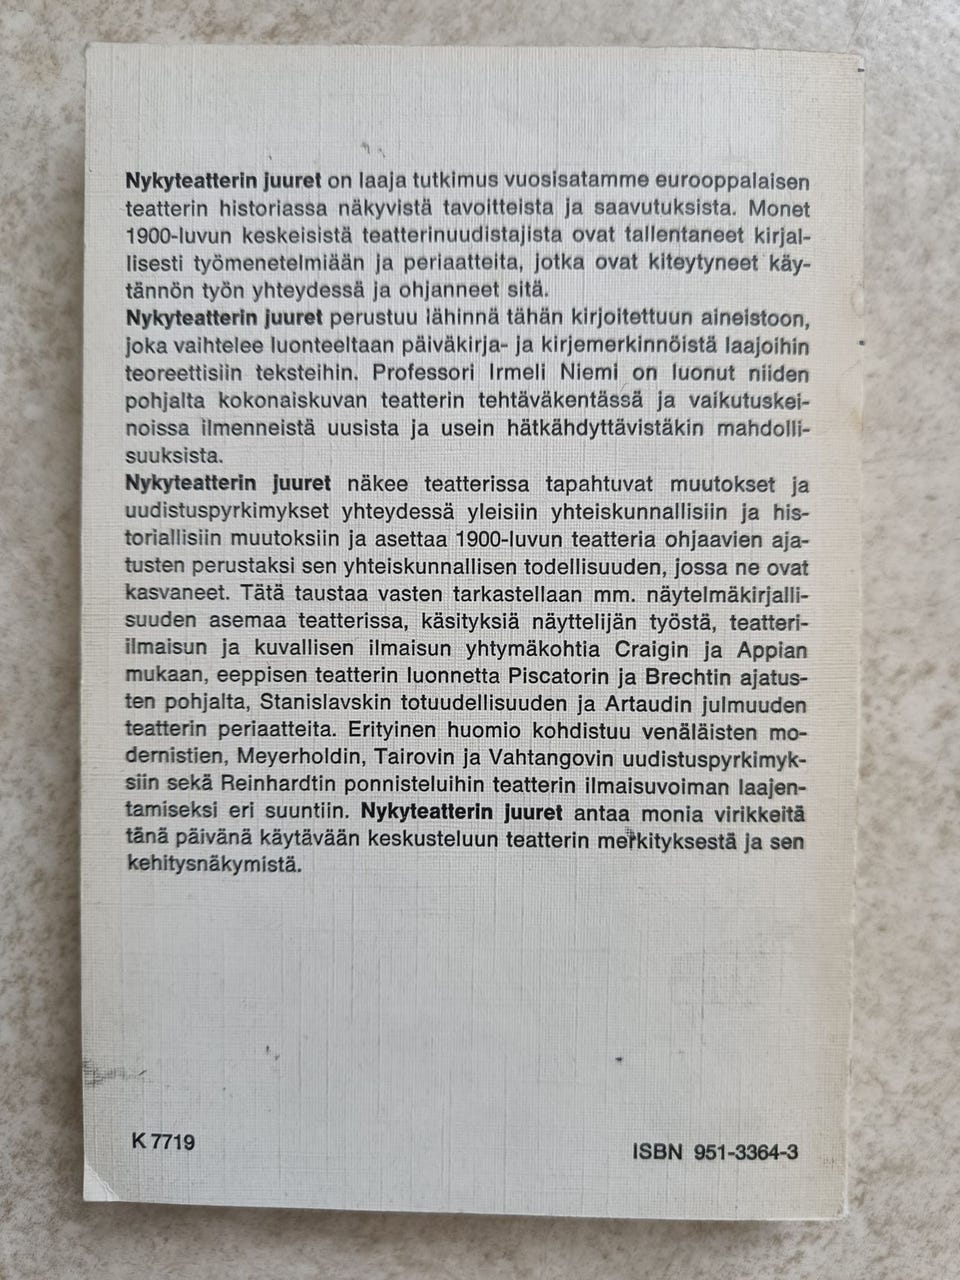 Nykyteatterin juuret on laaja tutkimus vuosisatamme eurooppalaisen
teatterin historiassa näkyvistä tavoitteista ja saavutuksista. Monet
1900-luvun keskeisistä teatterinuudistajista ovat tallentaneet kirjal-
lisesti työmenetelmiään ja periaatteita, jotka ovat kiteytyneet käy-
tännön työn yhteydessä ja ohjanneet sitä.
Nykyteatterin juuret perustuu lähinnä tähän kirjoitettuun aineistoon,
joka vaihtelee luonteeltaan päiväkirja- ja kirjemerkinnöistä laajoihin
teoreettisiin teksteihin. Professori Irmeli Niemi on luonut niiden
pohjalta kokonaiskuvan teatterin tehtäväkentässä ja vaikutuskei-
noissa ilmenneistä uusista ja usein hätkähdyttävistäkin mahdolli-
suuksista.
Nykyteatterin juuret näkee teatterissa tapahtuvat muutokset ja
uudistuspyrkimykset yhteydessä yleisiin yhteiskunnallisiin ja his-
toriallisiin muutoksiin ja asettaa 1900-luvun teatteria ohjaavien aja-
tusten perustaksi sen yhteiskunnallisen todellisuuden, jossa ne ovat
kasvaneet. Tätä taustaa vasten tarkastellaan mm. näytelmäkirjalli-
suuden asemaa teatterissa, käsityksiä näyttelijän työstä, teatteri-
ilmaisun ja kuvallisen ilmaisun yhtymäkohtia Craigin ja Appian
mukaan, eeppisen teatterin luonnetta Piscatorin ja Brechtin ajatus-
ten pohjalta, Stanislavskin totuudellisuuden ja Artaudin julmuuden
teatterin periaatteita. Erityinen huomio kohdistuu venäläisten mo-
dernistien, Meyerholdin, Tairovin ja Vahtangovin uudistuspyrkimyk-
siin sekä Reinhardtin ponnisteluihin teatterin ilmaisuvoiman laajen-
tamiseksi eri suuntiin. Nykyteatterin juuret antaa monia virikkeitä
tänä päivänä käytävään keskusteluun teatterin merkityksestä ja sen
kehitysnäkymistä.
K 7719
ISBN 951-3364-3